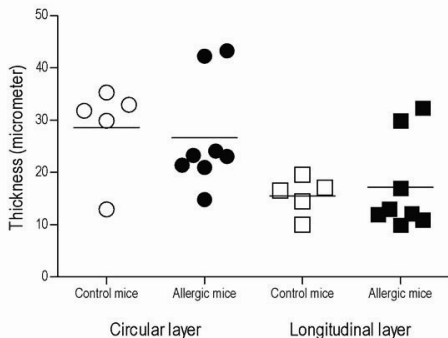 Thickness (micrometer)
50
40
30
20
10
0
Control mice
Allergic mice
Control mice
Allergic mice
Circular layer
Longitudinal layer